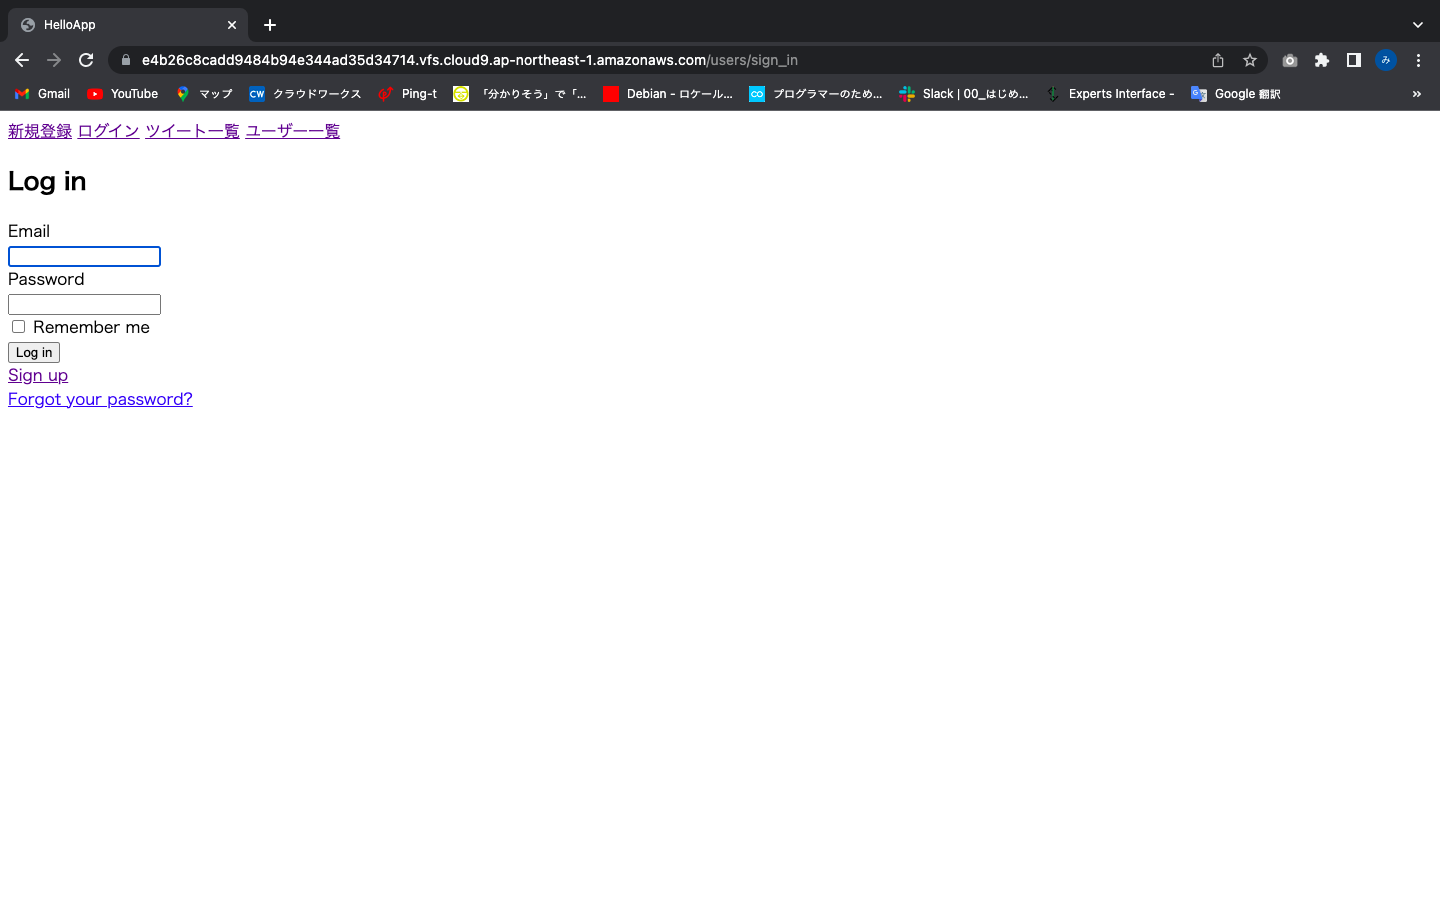 HelloApp
e4b26c8cadd9484b94e344ad35d34714.vfs.cloud9.ap-northeast-1.amazonaws.com/users/sign_in
み
Gmail YouTube マップ CW クラウドワークス Ping-t 「分かりそう」で「... Debian - ロケール... CO プログラマーのため... Slack | 00_はじめ... Experts Interface - Google 翻訳 »
新規登録 ログイン ツイート一覧 ユーザー一覧
Log in
Email
Password
Remember me
Log in
Sign up
Forgot your password?